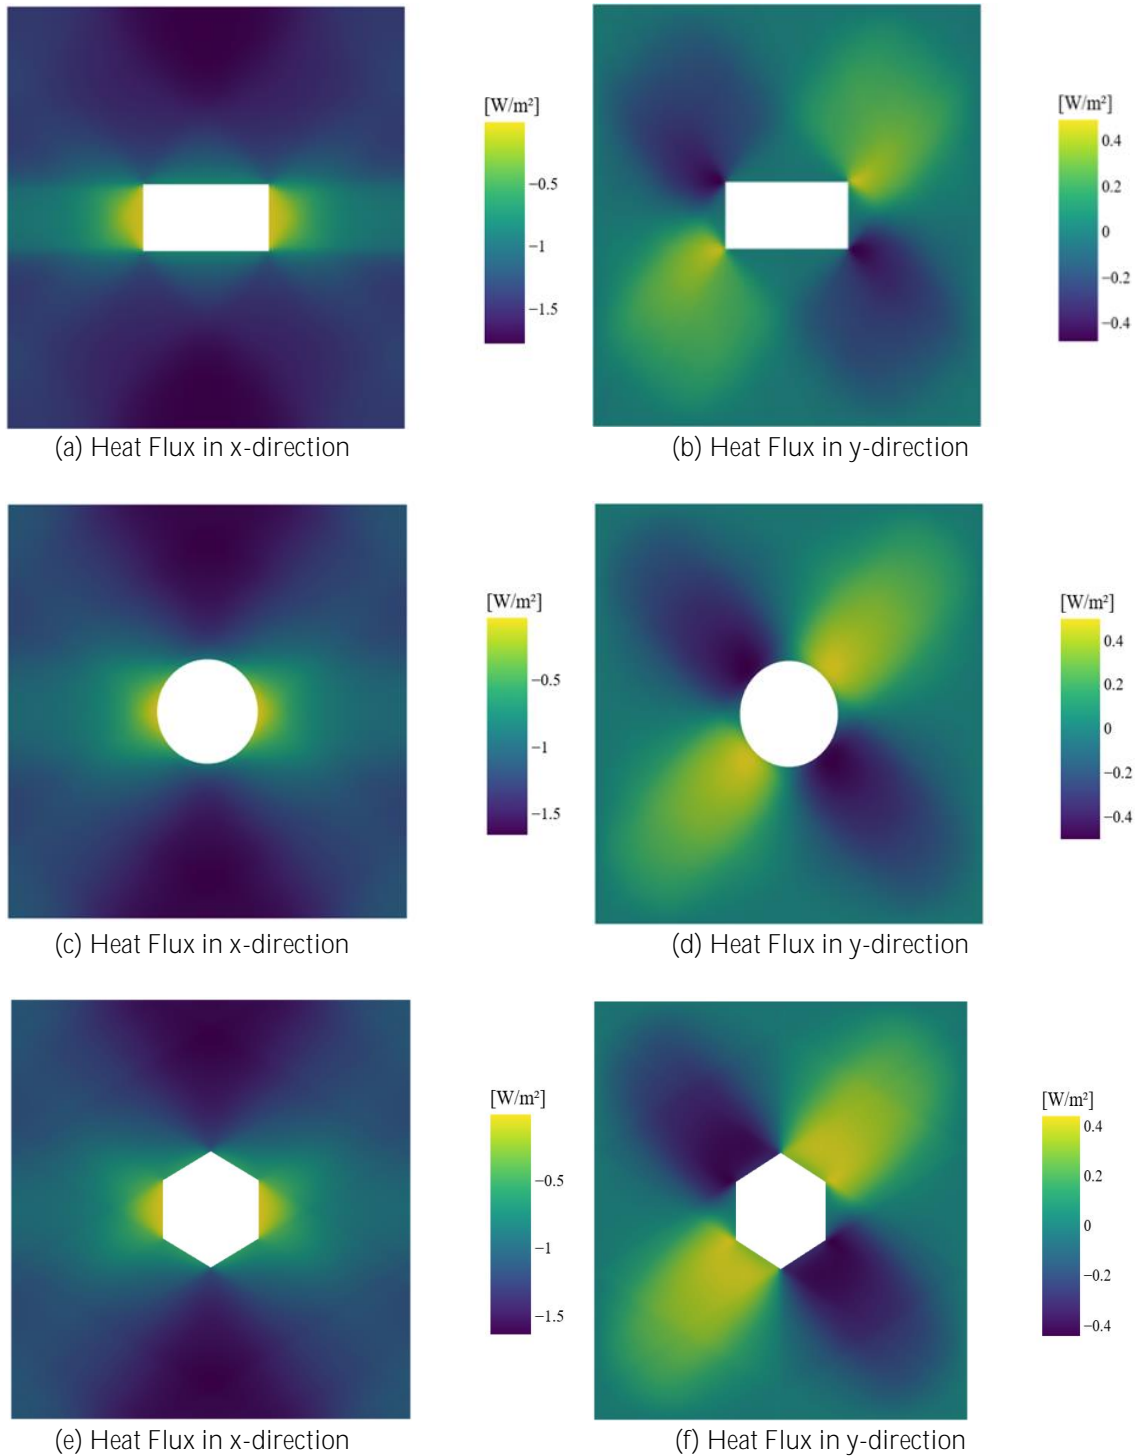 [W/m²]
−0.5
−1
−1.5
[W/m²]
0.4
0.2
0
−0.2
−0.4
(a) Heat Flux in x-direction
(b) Heat Flux in y-direction
[W/m²]
−0.5
−1
−1.5
[W/m²]
0.4
0.2
0
−0.2
−0.4
(c) Heat Flux in x-direction
(d) Heat Flux in y-direction
[W/m²]
−0.5
−1
−1.5
[W/m²]
0.4
0.2
0
−0.2
−0.4
(e) Heat Flux in x-direction
(f) Heat Flux in y-direction